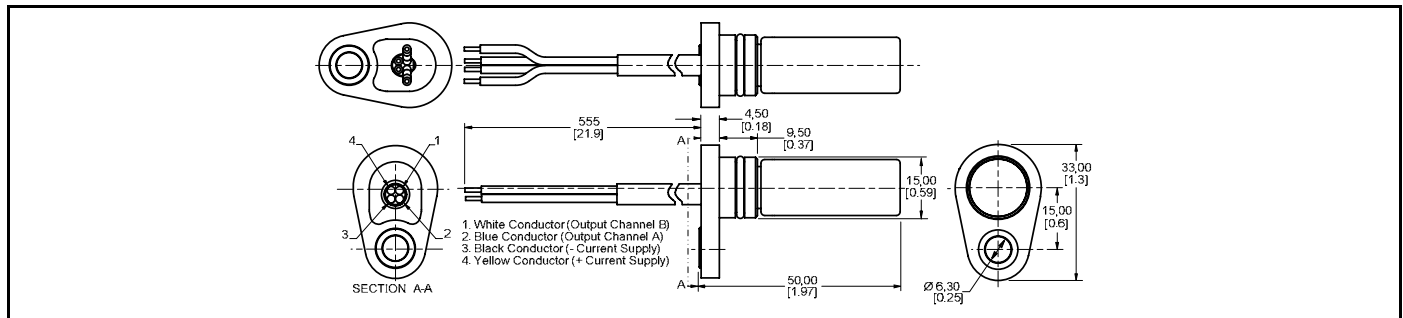 4,50
[0.18]
9,50
[0.37]
555
[21.9]
A
4
1
3
2
1. White Conductor (Output Channel B)
2. Blue Conductor (Output Channel A)
3. Black Conductor (- Current Supply)
4. Yellow Conductor (+ Current Supply)
SECTION A-A
A
15,00
[0.59]
50,00
[1.97]
33,00
[1.3]
15,00
[0.6]
Ø 6,30
[0.25]